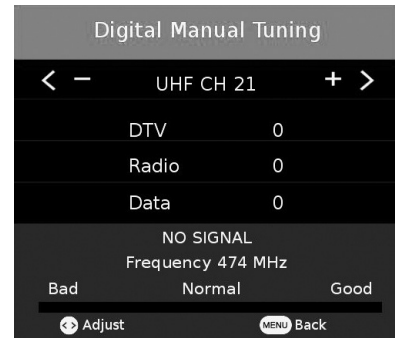 Digital Manual Tuning
< − UHF CH 21 + >
DTV 0
Radio 0
Data 0
NO SIGNAL
Frequency 474 MHz
Bad Normal Good
<> Adjust MENU Back